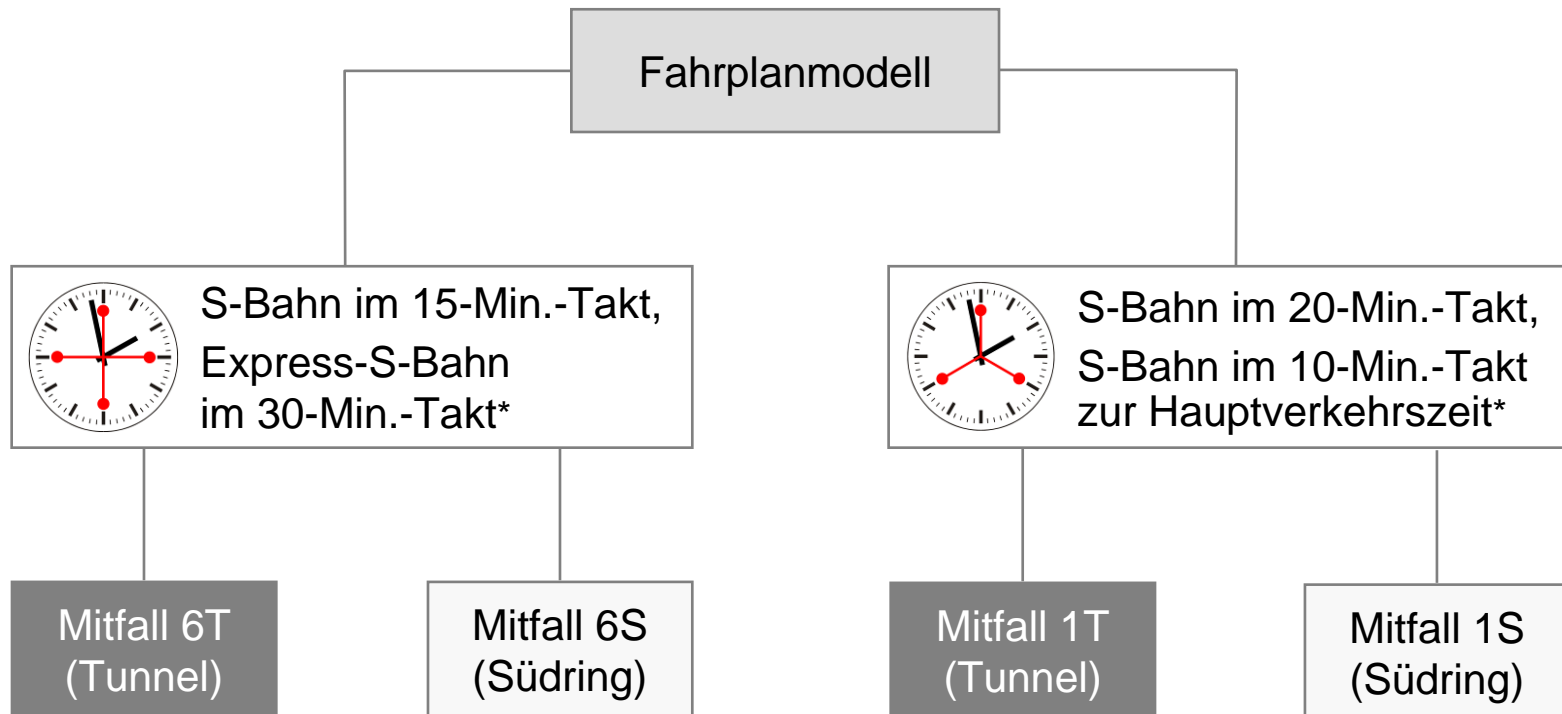 Fahrplanmodell
S-Bahn im 15-Min.-Takt,
Express-S-Bahn
im 30-Min.-Takt*
S-Bahn im 20-Min.-Takt,
S-Bahn im 10-Min.-Takt
zur Hauptverkehrszeit*
Mitfall 6T
(Tunnel)
Mitfall 6S
(Südring)
Mitfall 1T
(Tunnel)
Mitfall 1S
(Südring)